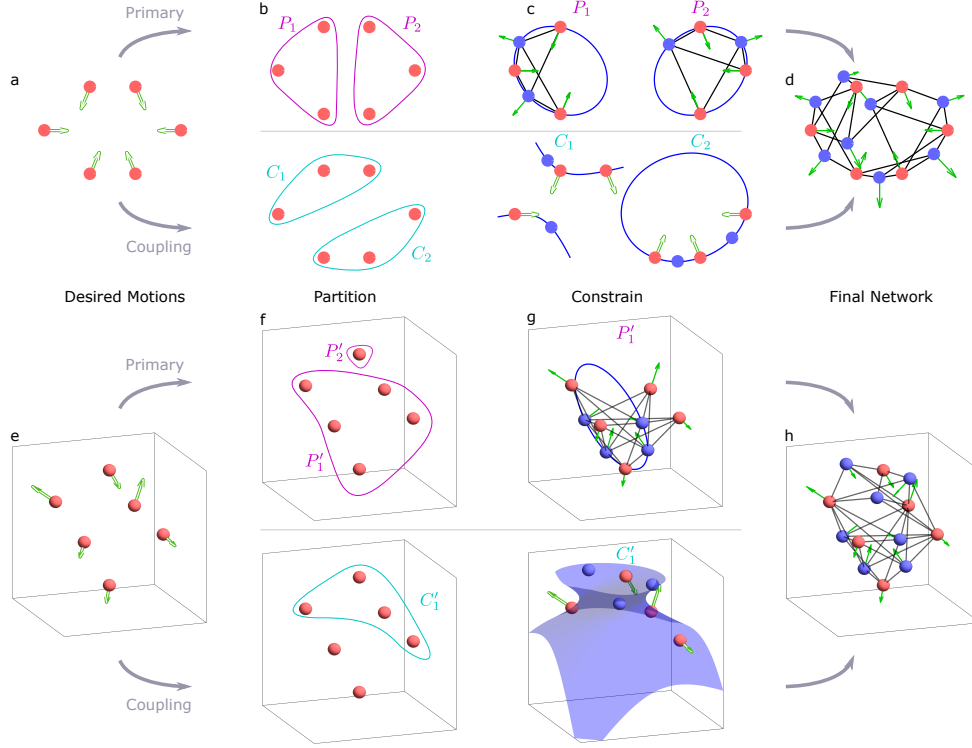 Primary
b
P₁
P₂
c
P₁
P₂
a
d
C₁
C₂
C₁
C₂
Coupling
Desired Motions
Partition
Constrain
Final Network
f
g
P′₂
P′₁
Primary
P′₁
e
h
C′₁
C′₁
Coupling